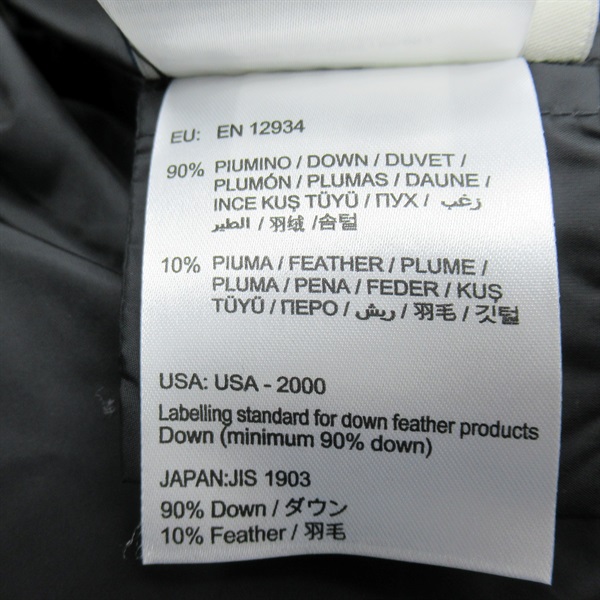 EU: EN 12934
90% PIUMINO / DOWN / DUVET /
PLUMÓN / PLUMAS / DAUNE /
INCE KUŞ TÜYÜ / ПУХ / زغب
الطير / 羽绒 /솜털
10% PIUMA / FEATHER / PLUME /
PLUMA / PENA / FEDER / KUŞ
TÜYÜ / ПЕРО / ريش / 羽毛 / 깃털
USA: USA - 2000
Labelling standard for down feather products
Down (minimum 90% down)
JAPAN:JIS 1903
90% Down / ダウン
10% Feather / 羽毛